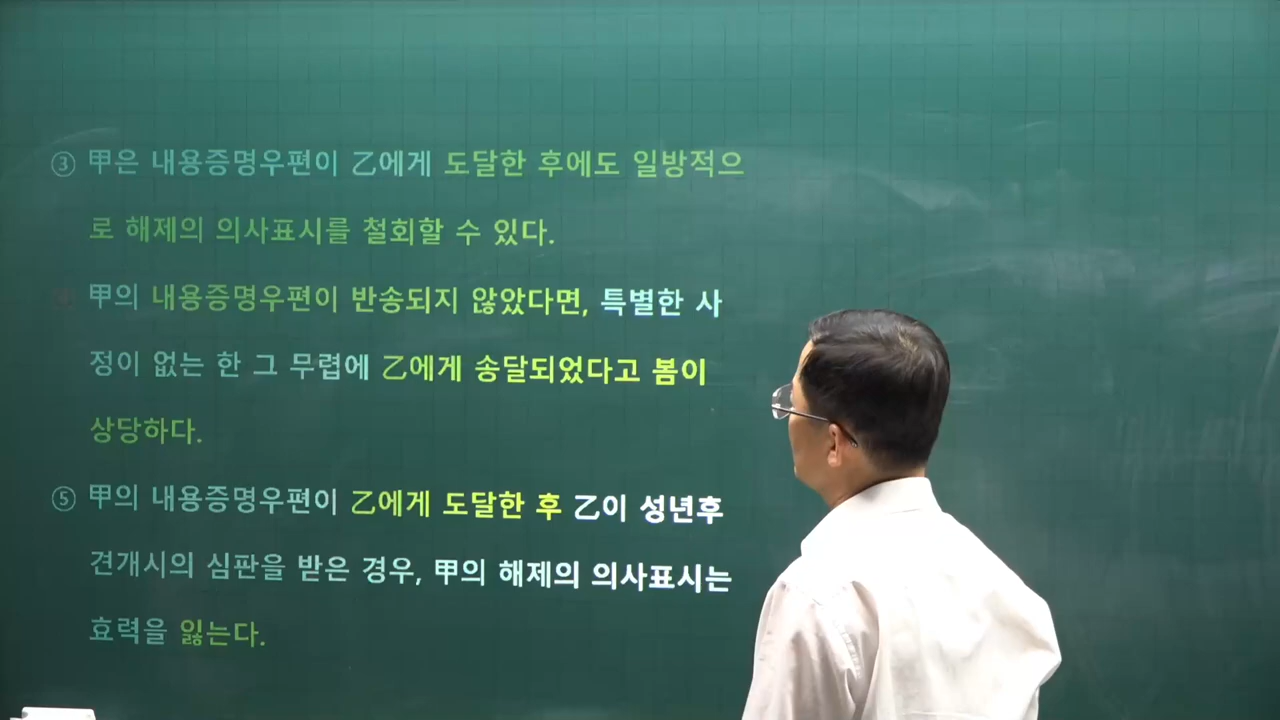 ③ 甲은 내용증명우편이 乙에게 도달한 후에도 일방적으
로 해제의 의사표시를 철회할 수 있다.
甲의 내용증명우편이 반송되지 않았다면, 특별한 사
정이 없는 한 그 무렵에 乙에게 송달되었다고 봄이
상당하다.
⑤ 甲의 내용증명우편이 乙에게 도달한 후 乙이 성년후
견개시의 심판을 받은 경우, 甲의 해제의 의사표시는
효력을 잃는다.